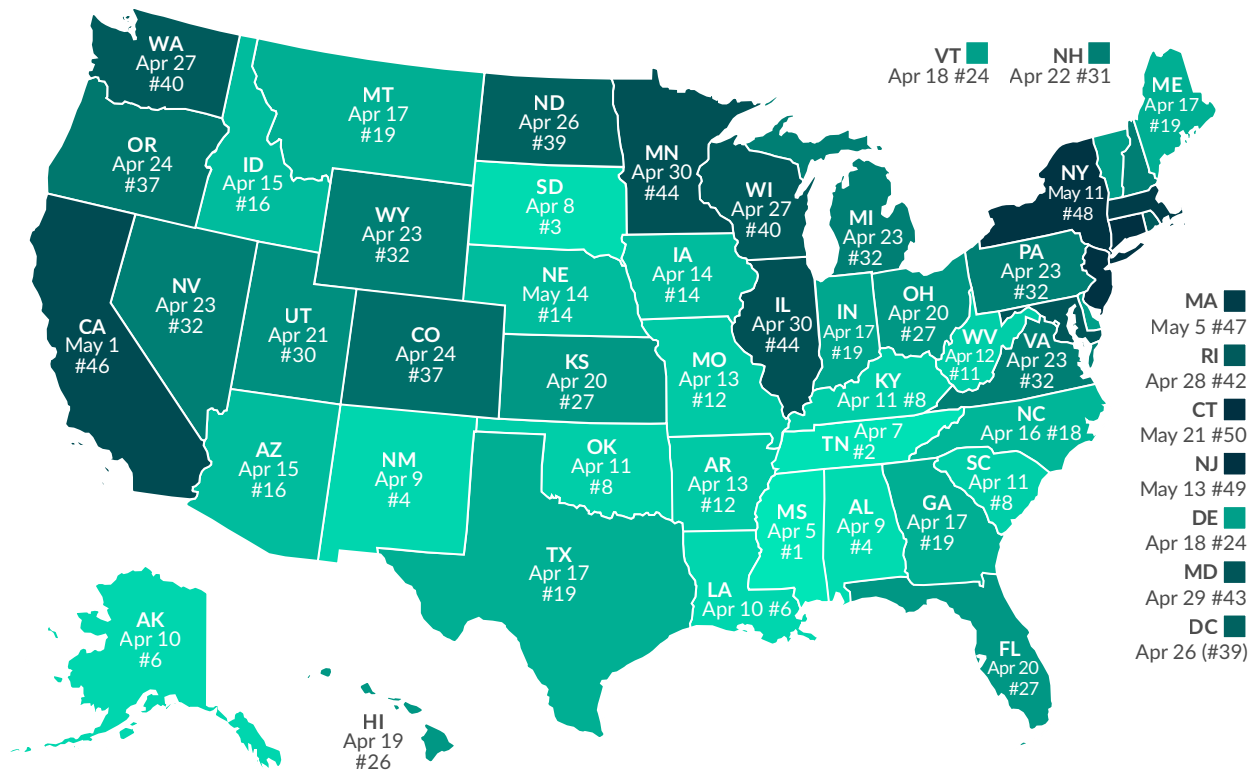 WA
Apr 27
#40
OR
Apr 24
#37
CA
May 1
#46
ID
Apr 15
#16
NV
Apr 23
#32
MT
Apr 17
#19
WY
Apr 23
#32
UT
Apr 21
#30
AZ
Apr 15
#16
CO
Apr 24
#37
NM
Apr 9
#4
ND
Apr 26
#39
SD
Apr 8
#3
NE
May 14
#14
KS
Apr 20
#27
OK
Apr 11
#8
TX
Apr 17
#19
MN
Apr 30
#44
IA
Apr 14
#14
MO
Apr 13
#12
AR
Apr 13
#12
LA
Apr 10 #6
WI
Apr 27
#40
IL
Apr 30
#44
MI
Apr 23
#32
IN
Apr 17
#19
OH
Apr 20
#27
KY
Apr 11 #8
TN Apr 7
#2
MS
Apr 5
#1
AL
Apr 9
#4
GA
Apr 17
#19
FL
Apr 20
#27
SC
Apr 11
#8
NC
Apr 16 #18
WV
Apr 12
#11
VA
Apr 23
#32
PA
Apr 23
#32
NY
May 11
#48
ME
Apr 17
#19
VT
Apr 18 #24
NH
Apr 22 #31
MA
May 5 #47
RI
Apr 28 #42
CT
May 21 #50
NJ
May 13 #49
DE
Apr 18 #24
MD
Apr 29 #43
DC
Apr 26 (#39)
AK
Apr 10
#6
HI
Apr 19
#26